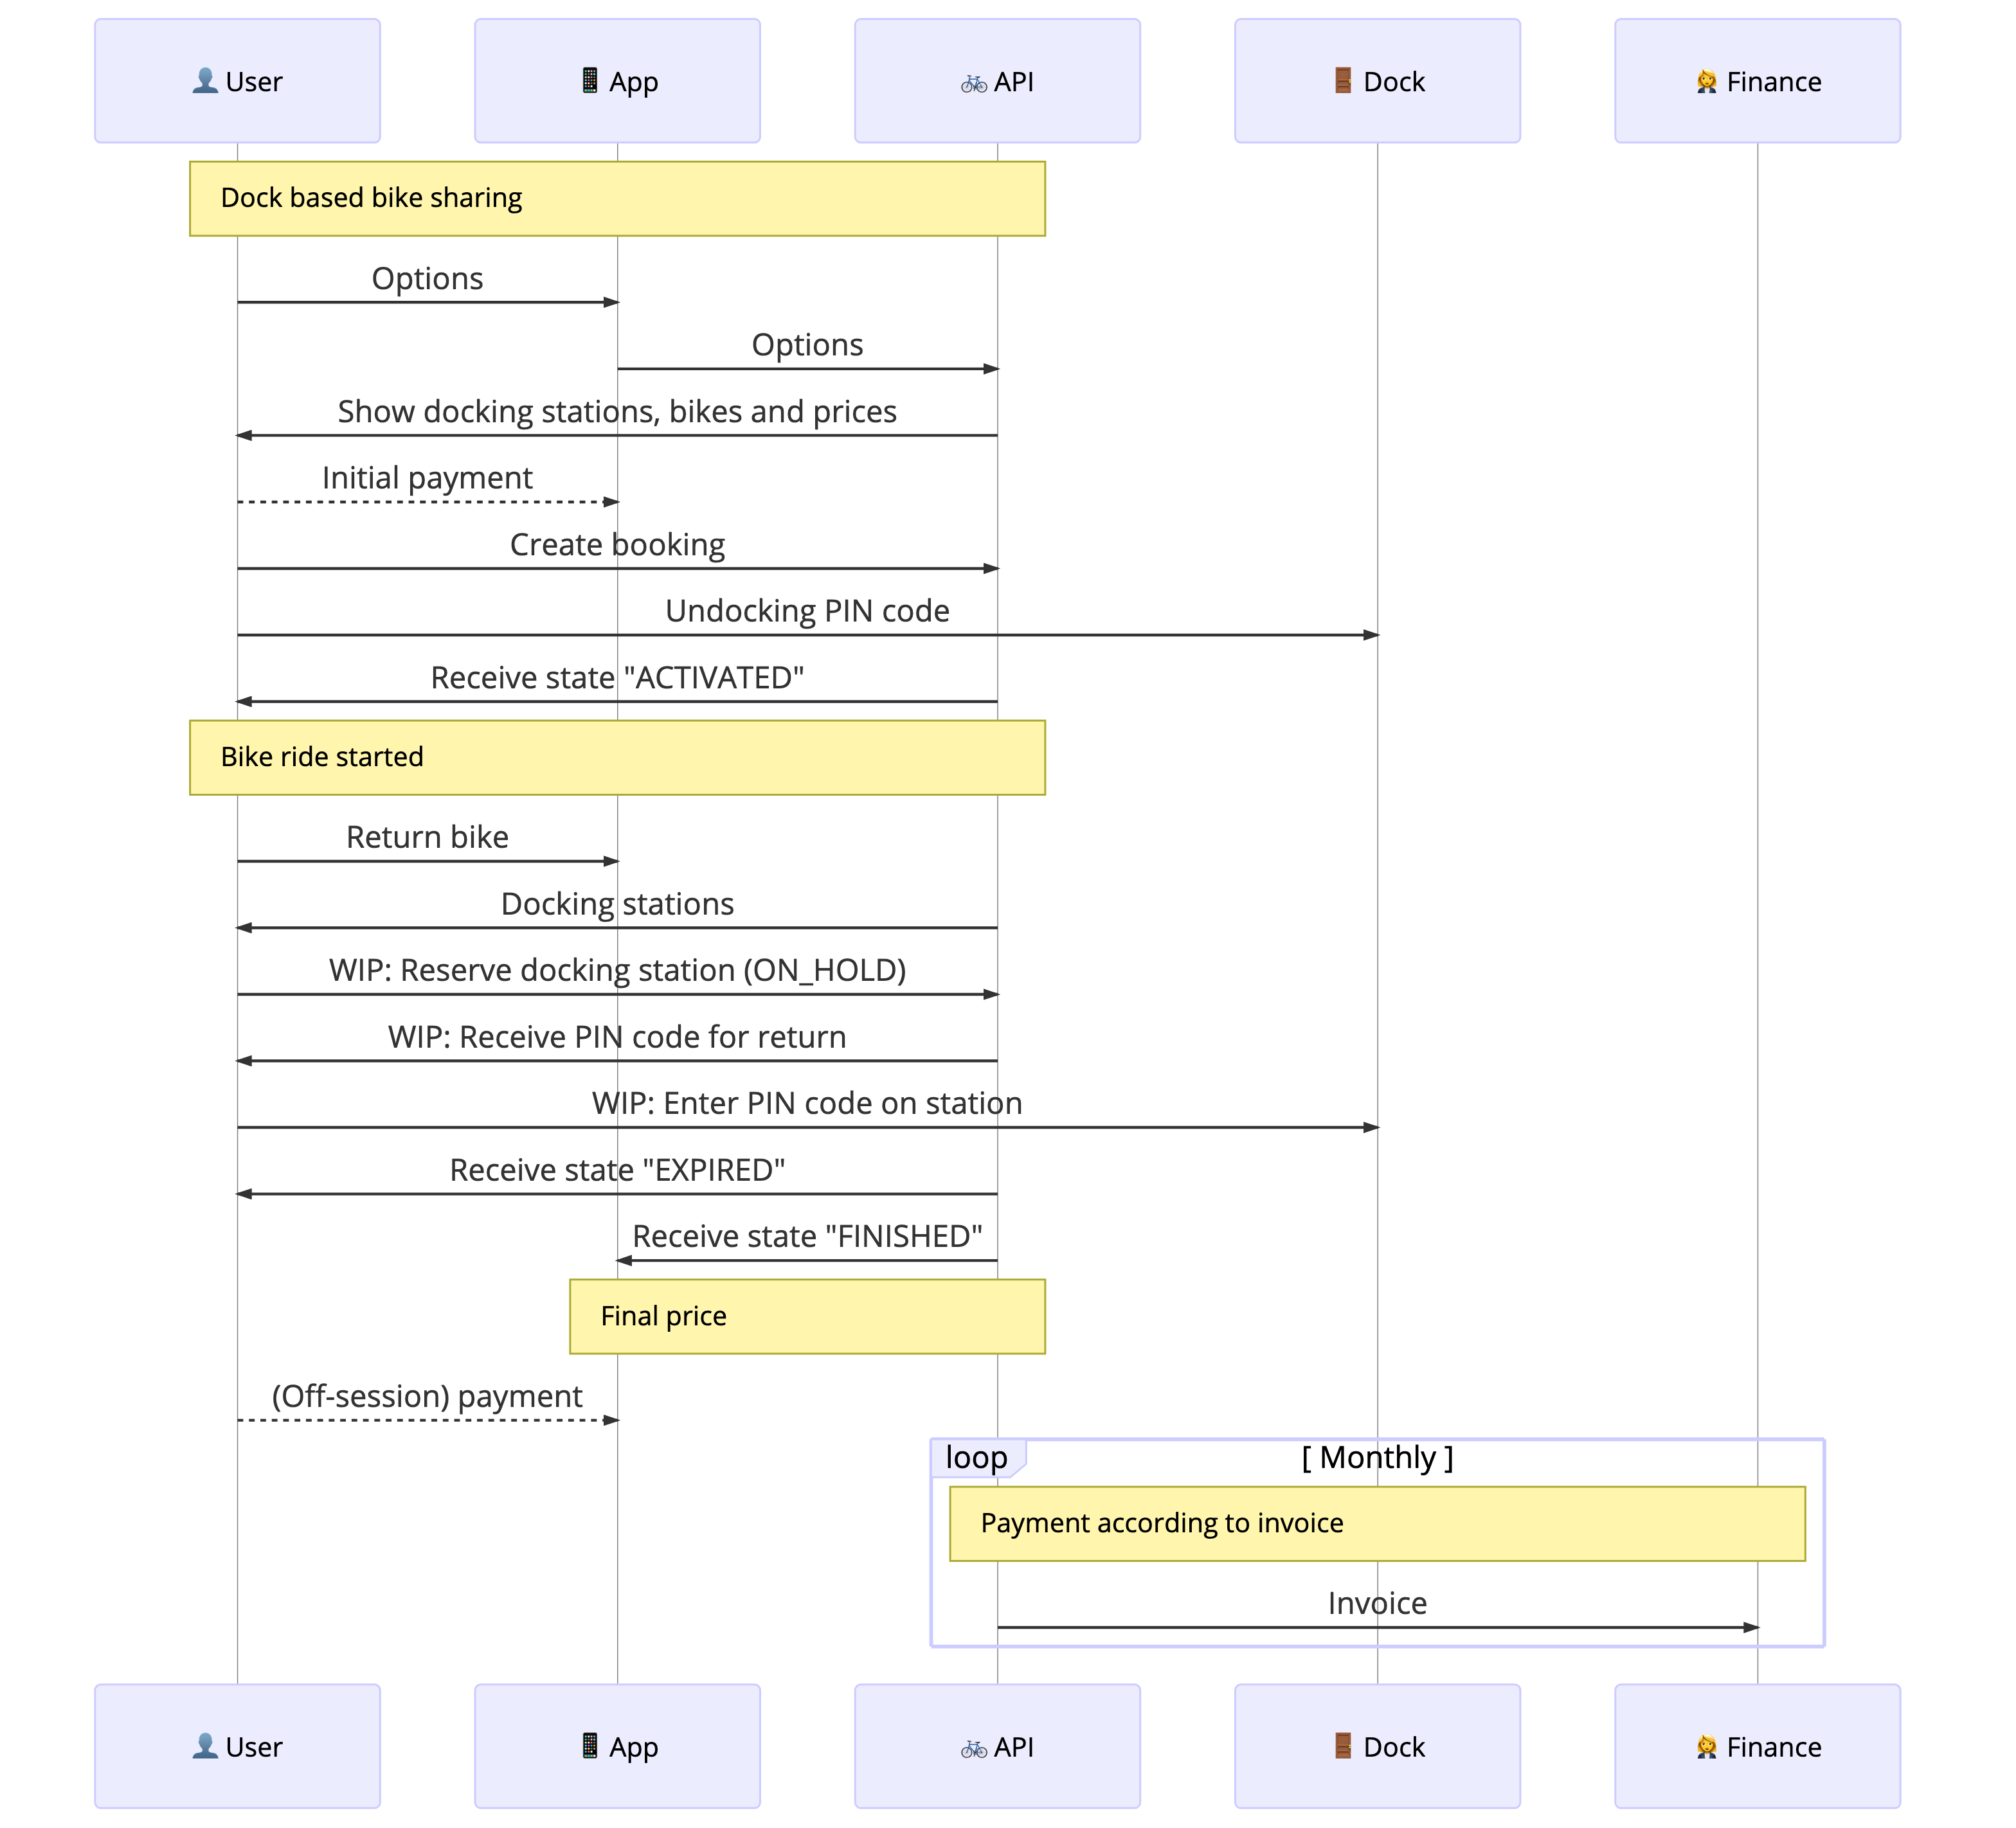 User
App
API
Dock
Finance
Dock based bike sharing
Options
Options
Show docking stations, bikes and prices
Initial payment
Create booking
Undocking PIN code
Receive state "ACTIVATED"
Bike ride started
Return bike
Docking stations
WIP: Reserve docking station (ON_HOLD)
WIP: Receive PIN code for return
WIP: Enter PIN code on station
Receive state "EXPIRED"
Receive state "FINISHED"
Final price
(Off-session) payment
loop
[ Monthly ]
Payment according to invoice
Invoice
User
App
API
Dock
Finance